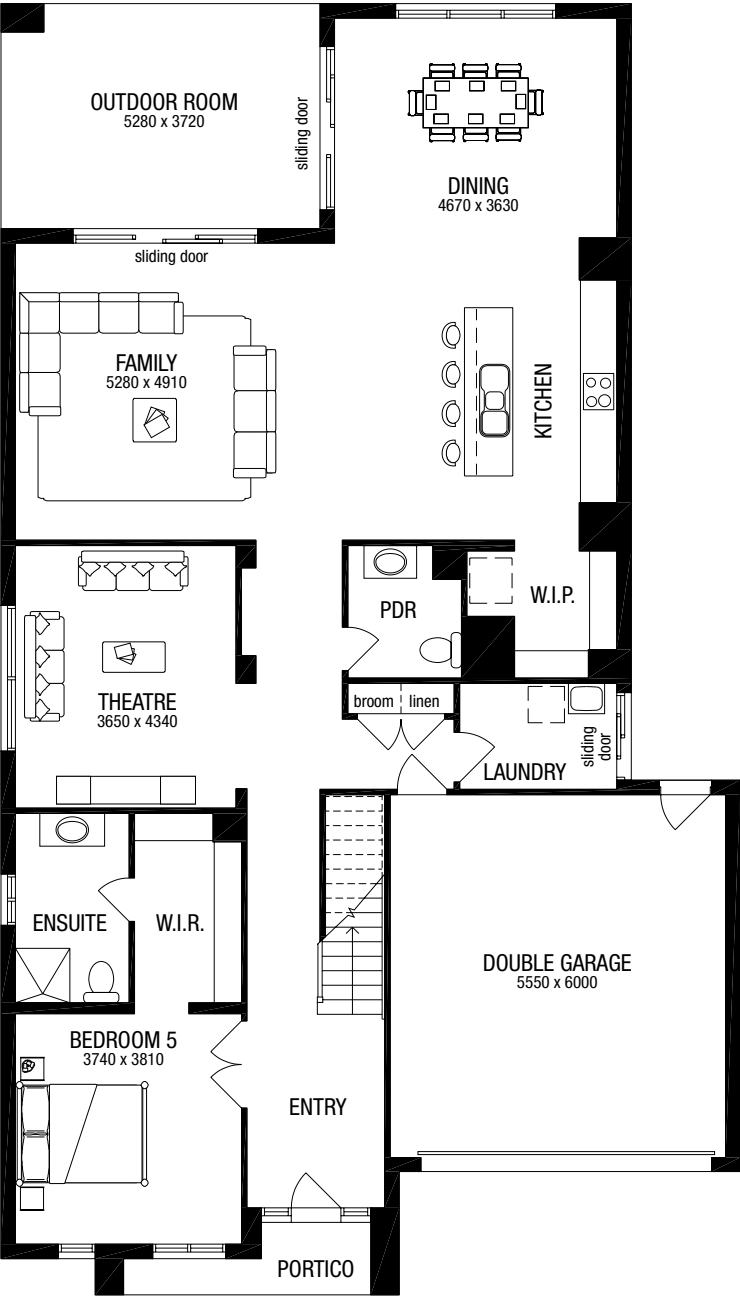 OUTDOOR ROOM
5280 x 3720
sliding door
DINING
4670 x 3630
sliding door
FAMILY
5280 x 4910
KITCHEN
PDR
W.I.P.
THEATRE
3650 x 4340
broom
linen
sliding
door
LAUNDRY
ENSUITE
W.I.R.
DOUBLE GARAGE
5550 x 6000
BEDROOM 5
3740 x 3810
ENTRY
PORTICO